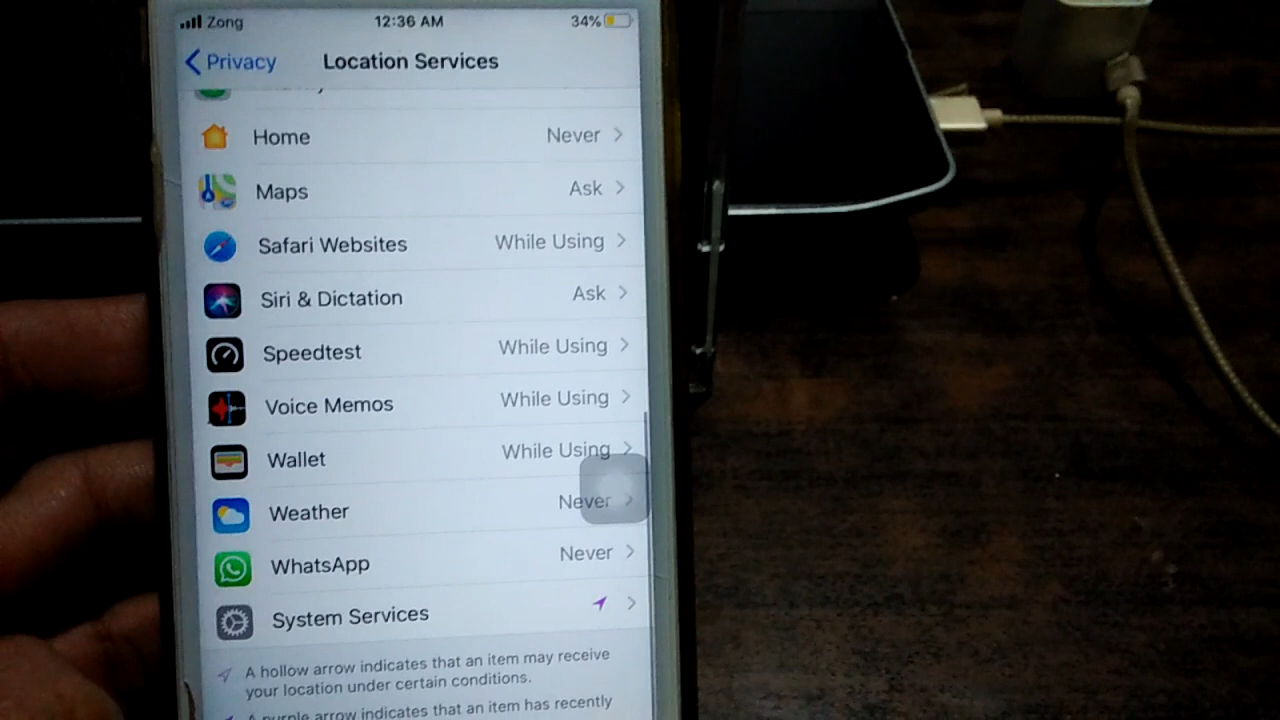 Zong 12:36 AM 34%
Privacy Location Services
Home Never
Maps Ask
Safari Websites While Using
Siri & Dictation Ask
Speedtest While Using
Voice Memos While Using
Wallet While Using
Weather Never
WhatsApp Never
System Services
A hollow arrow indicates that an item may receive
your location under certain conditions.
A purple arrow indicates that an item has recently